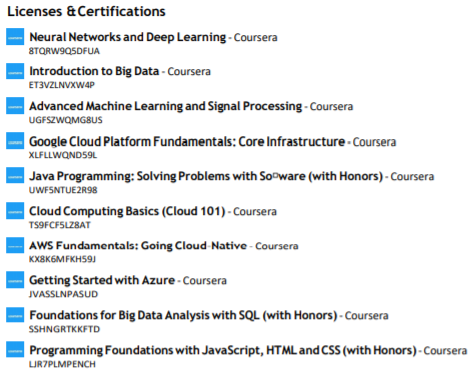 Licenses & Certifications
Neural Networks and Deep Learning - Coursera
8TQRW9Q5DFUA
Introduction to Big Data - Coursera
ET3VZLNVXW4P
Advanced Machine Learning and Signal Processing - Coursera
UGFSZWQMG8US
Google Cloud Platform Fundamentals: Core Infrastructure - Coursera
XLFLLWQND59L
Java Programming: Solving Problems with So□ware (with Honors) - Coursera
UWF5NTUE2R98
Cloud Computing Basics (Cloud 101) - Coursera
TS9FCF5LZ8AT
AWS Fundamentals: Going Cloud-Native - Coursera
KX8K6MFKH59J
Getting Started with Azure - Coursera
JVASSLNPASUD
Foundations for Big Data Analysis with SQL (with Honors) - Coursera
SSHNGRTKKFTD
Programming Foundations with JavaScript, HTML and CSS (with Honors) - Coursera
LJR7PLMPENCH